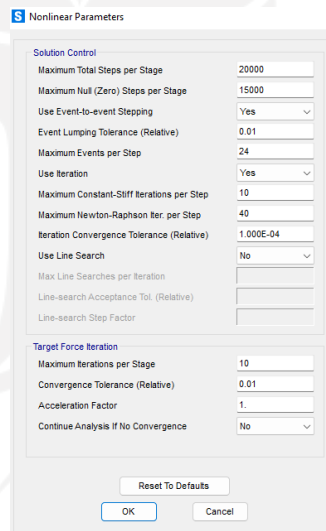 S Nonlinear Parameters
Solution Control
Maximum Total Steps per Stage 20000
Maximum Null (Zero) Steps per Stage 15000
Use Event-to-event Stepping Yes
Event Lumping Tolerance (Relative) 0.01
Maximum Events per Step 24
Use Iteration Yes
Maximum Constant-Stiff Iterations per Step 10
Maximum Newton-Raphson Iter. per Step 40
Iteration Convergence Tolerance (Relative) 1.000E-04
Use Line Search No
Max Line Searches per Iteration
Line-search Acceptance Tol. (Relative)
Line-search Step Factor
Target Force Iteration
Maximum Iterations per Stage 10
Convergence Tolerance (Relative) 0.01
Acceleration Factor 1.
Continue Analysis If No Convergence No
Reset To Defaults
OK Cancel